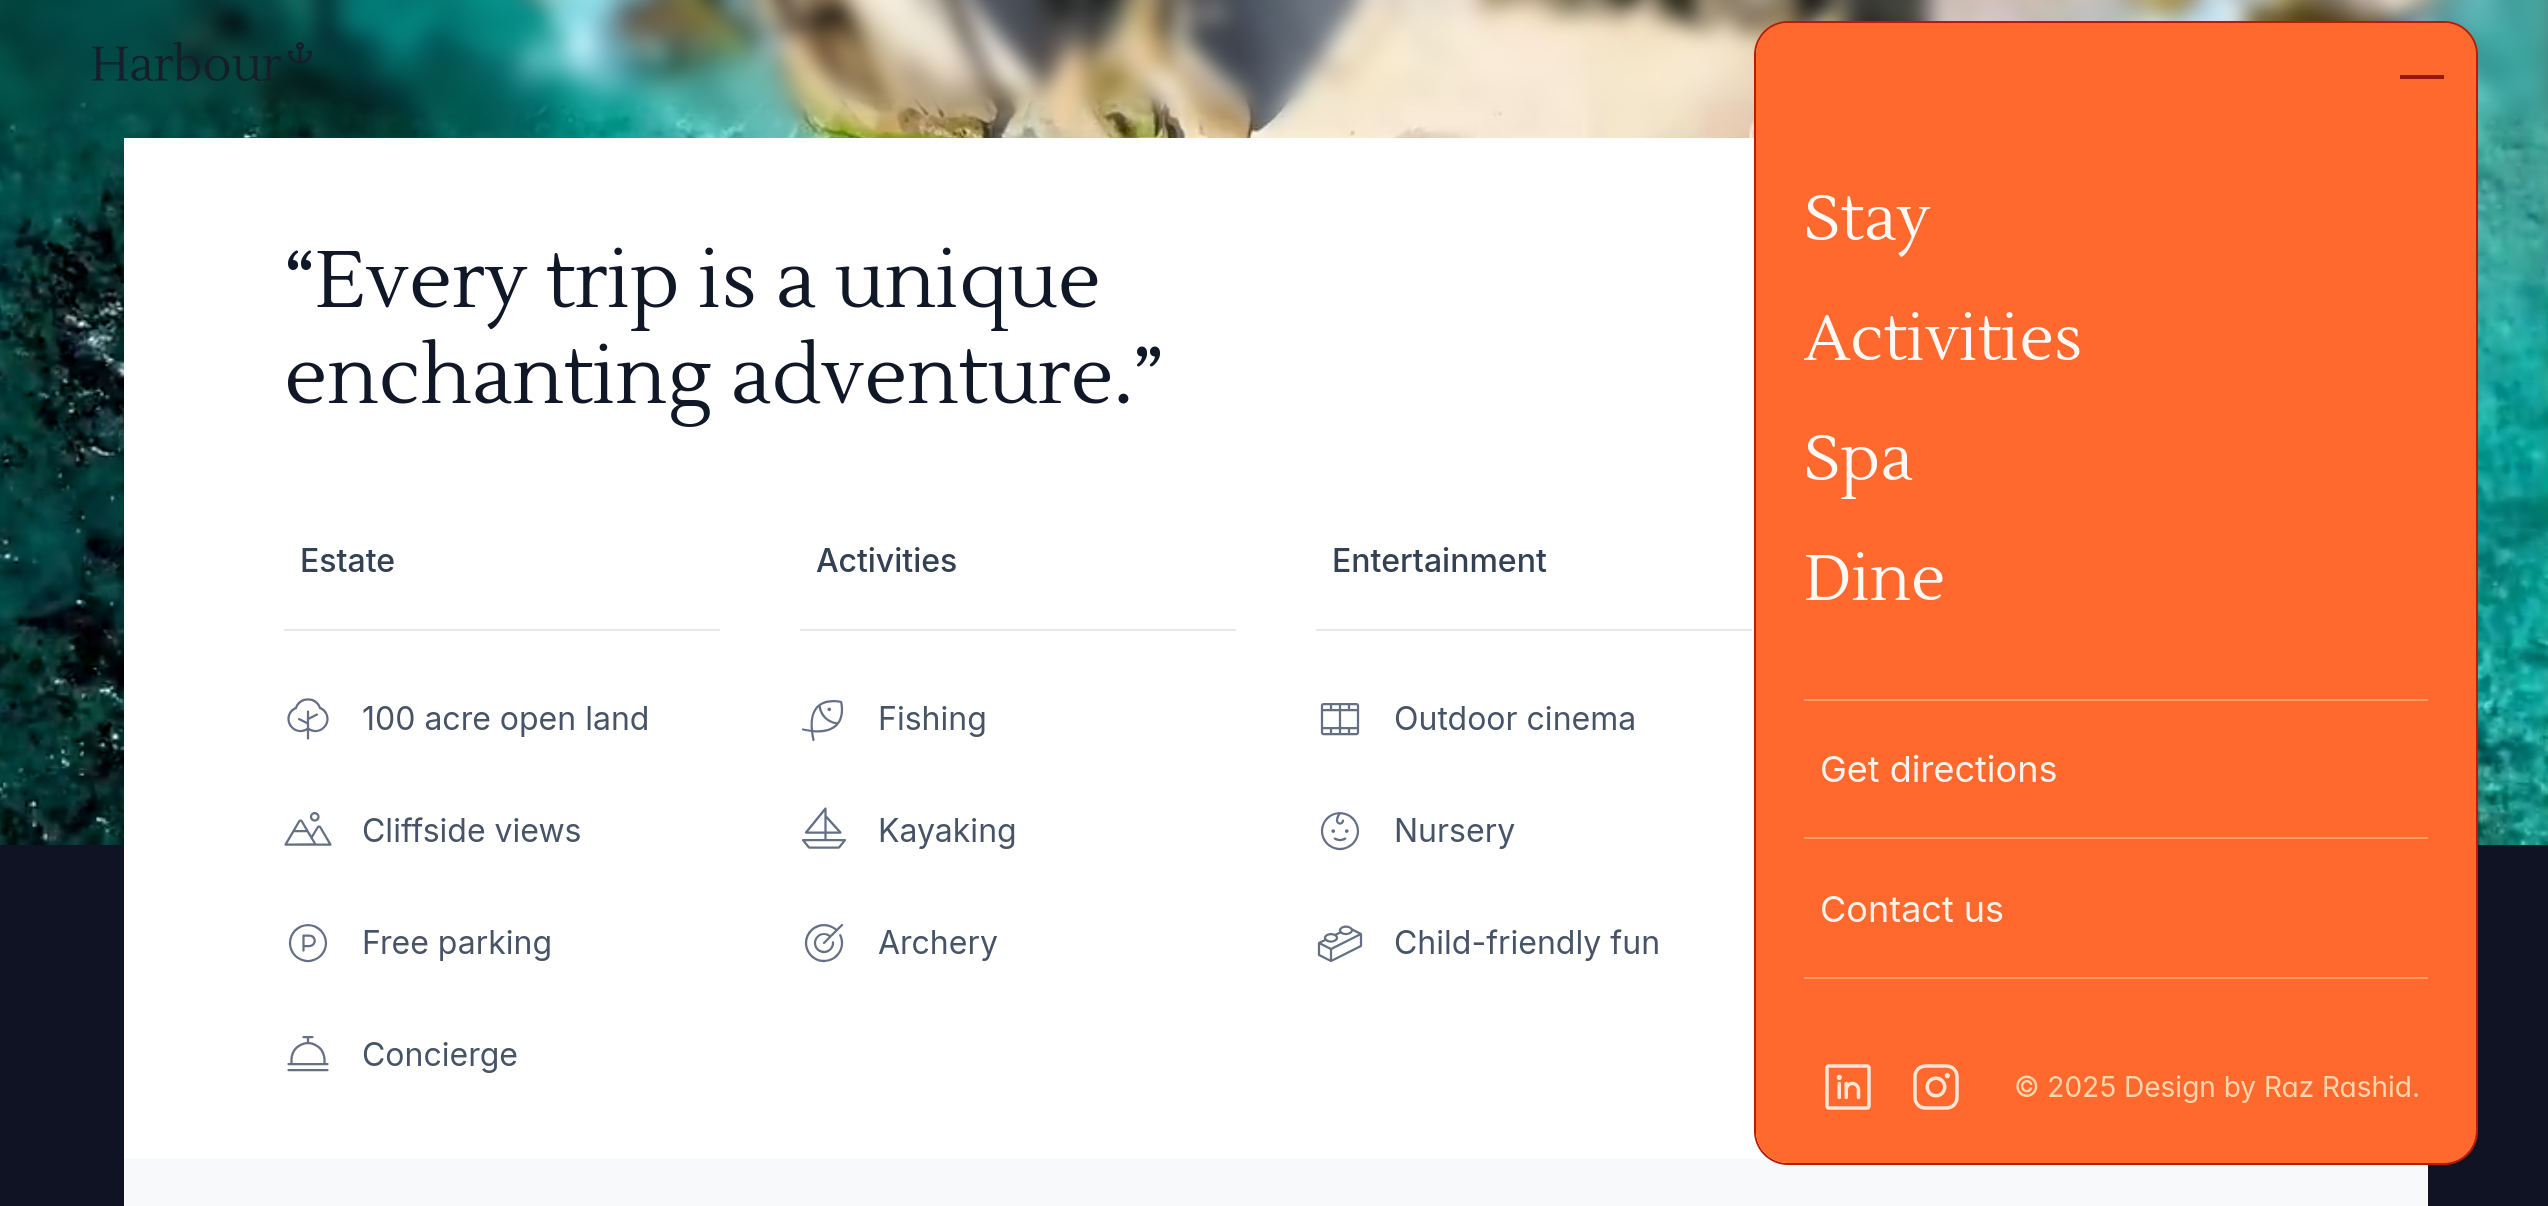 Harbour
“Every trip is a unique
enchanting adventure.”
Estate
100 acre open land
Cliffside views
Free parking
Concierge
Activities
Fishing
Kayaking
Archery
Entertainment
Outdoor cinema
Nursery
Child-friendly fun
Stay
Activities
Spa
Dine
Get directions
Contact us
© 2025 Design by Raz Rashid.